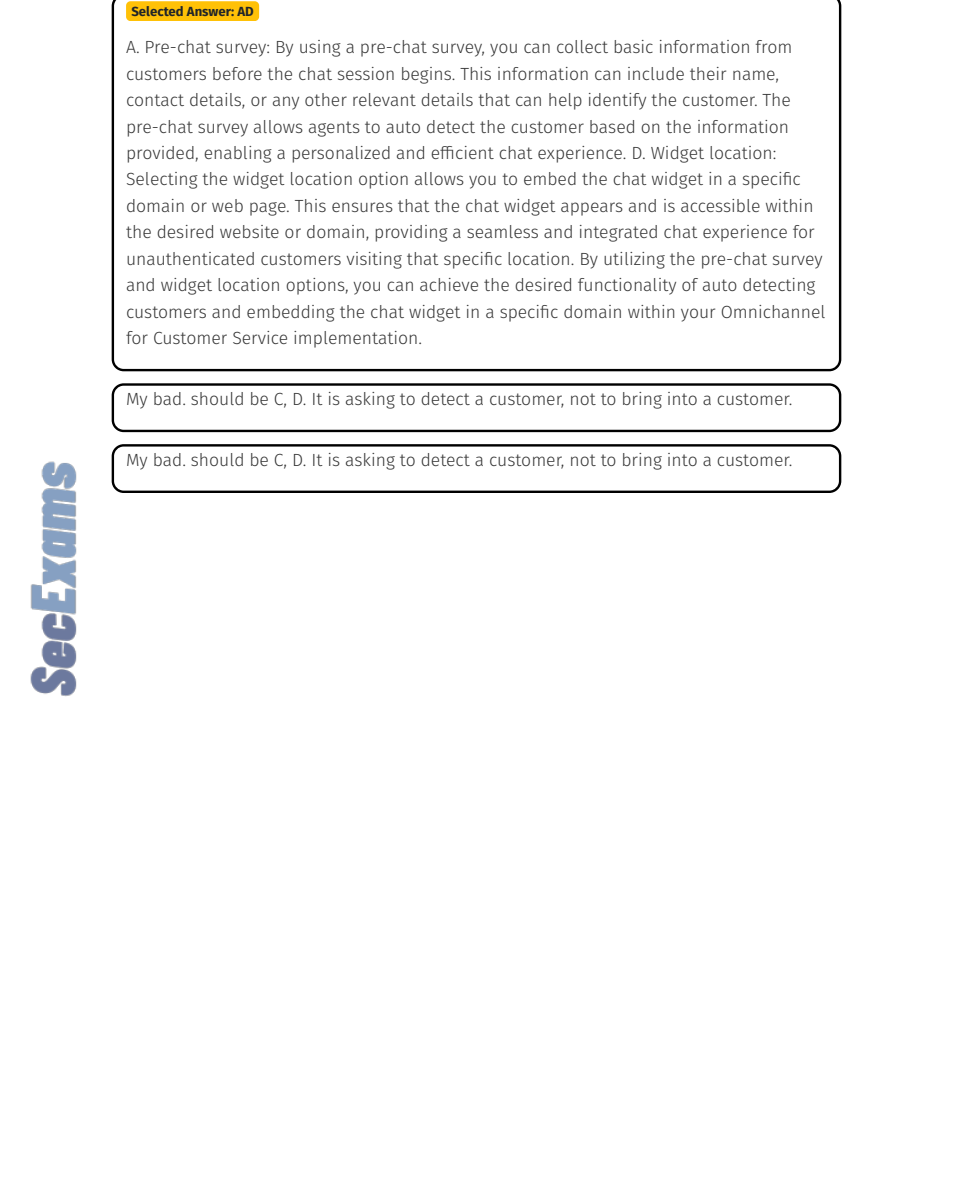 Selected Answer: AD
A. Pre-chat survey: By using a pre-chat survey, you can collect basic information from
customers before the chat session begins. This information can include their name,
contact details, or any other relevant details that can help identify the customer. The
pre-chat survey allows agents to auto detect the customer based on the information
provided, enabling a personalized and efficient chat experience. D. Widget location:
Selecting the widget location option allows you to embed the chat widget in a specific
domain or web page. This ensures that the chat widget appears and is accessible within
the desired website or domain, providing a seamless and integrated chat experience for
unauthenticated customers visiting that specific location. By utilizing the pre-chat survey
and widget location options, you can achieve the desired functionality of auto detecting
customers and embedding the chat widget in a specific domain within your Omnichannel
for Customer Service implementation.
My bad. should be C, D. It is asking to detect a customer, not to bring into a customer.
My bad. should be C, D. It is asking to detect a customer, not to bring into a customer.
SecExams